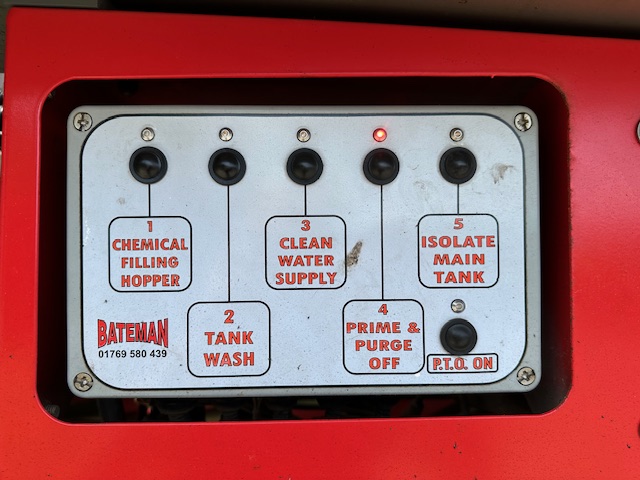 1
CHEMICAL
FILLING
HOPPER
2
TANK
WASH
3
CLEAN
WATER
SUPPLY
4
PRIME &
PURGE
OFF
5
ISOLATE
MAIN
TANK
P.T.O. ON
BATEMAN
01769 580 439